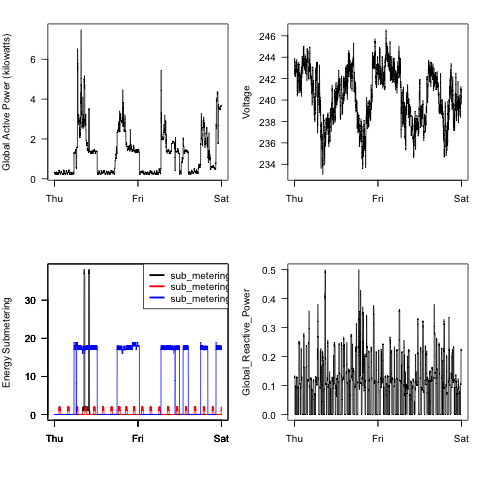 Global Active Power (kilowatts)
6
4
2
0
Thu
Fri
Sat
Voltage
246
244
242
240
238
236
234
Thu
Fri
Sat
Energy Submetering
30
20
10
0
sub_metering
sub_metering
sub_metering
Thu
Fri
Sat
Global_Reactive_Power
0.5
0.4
0.3
0.2
0.1
0.0
Thu
Fri
Sat